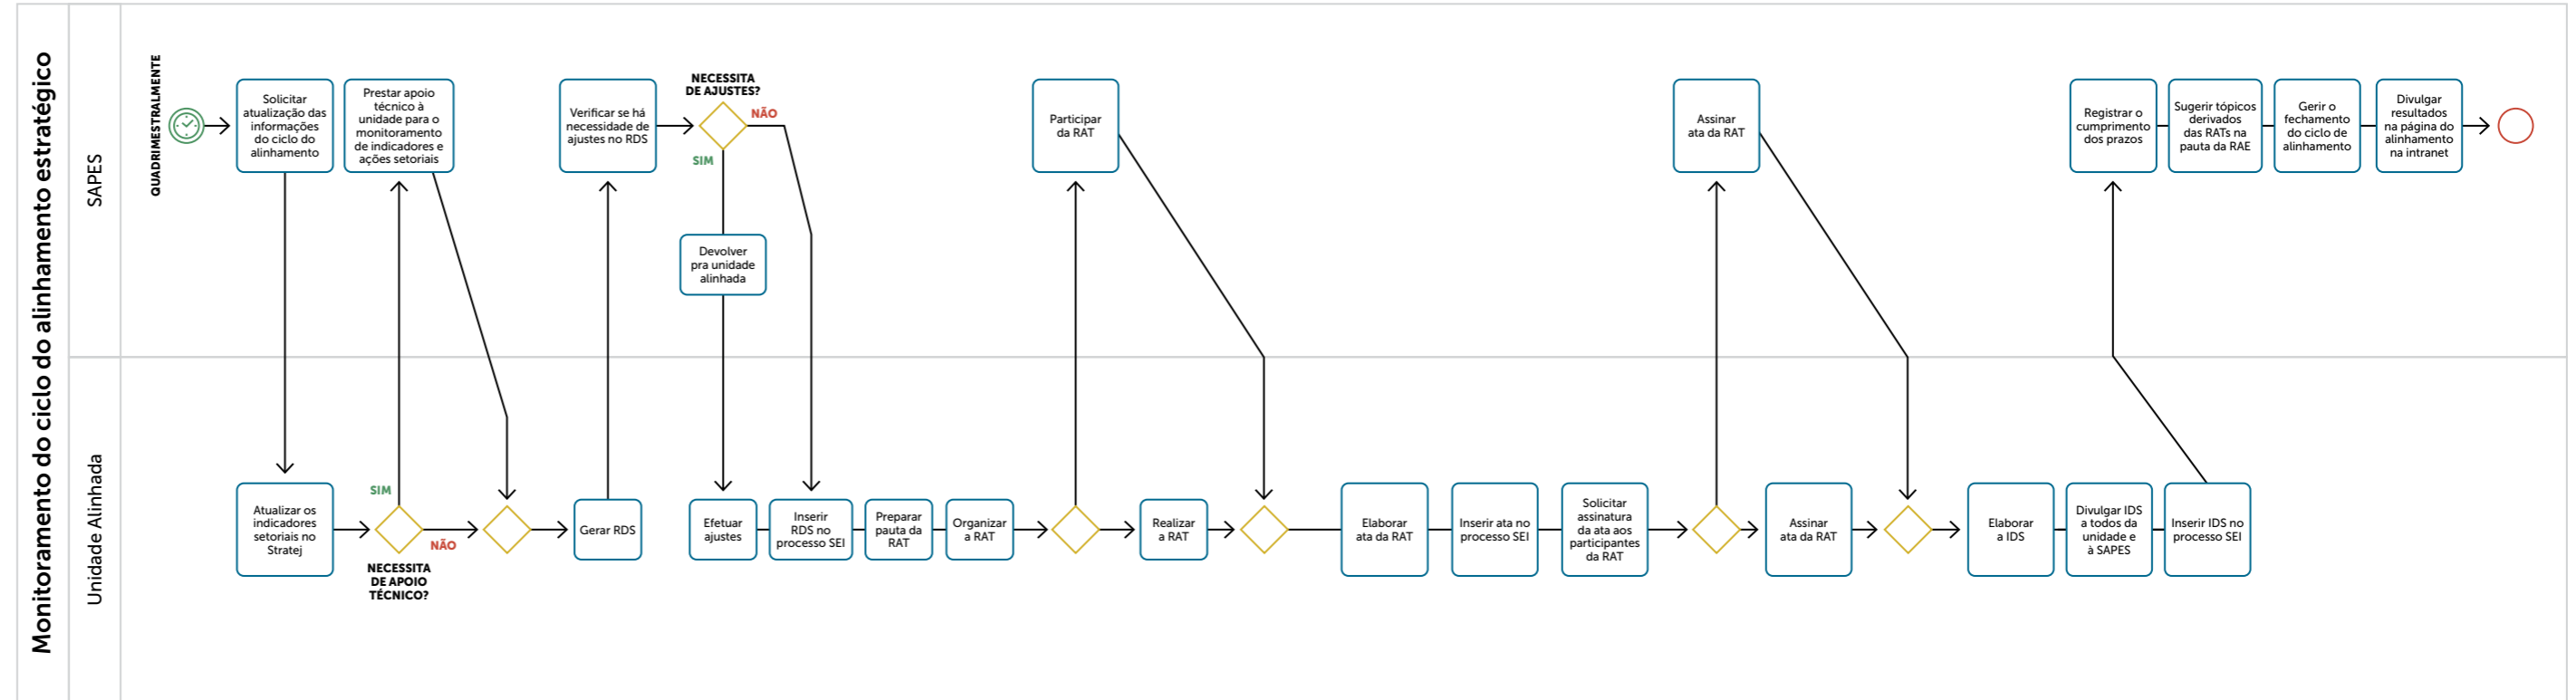 Monitoramento do ciclo do alinhamento estratégico
SAPES
QUADRIMESTRALMENTE
Solicitar
atualização das
informações
do ciclo do
alinhamento
Prestar apoio
técnico à
unidade para o
monitoramento
de indicadores e
ações setoriais
Verificar se há
necessidade de
ajustes no RDS
NECESSITA
DE AJUSTES?
NÃO
SIM
Devolver
pra unidade
alinhada
Participar
da RAT
Assinar
ata da RAT
Registrar o
cumprimento
dos prazos
Sugerir tópicos
derivados
das RATs na
pauta da RAE
Gerir o
fechamento
do ciclo de
alinhamento
Divulgar
resultados
na página do
alinhamento
na intranet
Unidade Alinhada
Atualizar os
indicadores
setoriais no
Stratej
SIM
NÃO
NECESSITA
DE APOIO
TÉCNICO?
Gerar RDS
Efetuar
ajustes
Inserir
RDS no
processo SEI
Preparar
pauta da
RAT
Organizar
a RAT
Realizar
a RAT
Elaborar
ata da RAT
Inserir ata no
processo SEI
Solicitar
assinatura
da ata aos
participantes
da RAT
Assinar
ata da RAT
Elaborar
a IDS
Divulgar IDS
a todos da
unidade e
à SAPES
Inserir IDS no
processo SEI